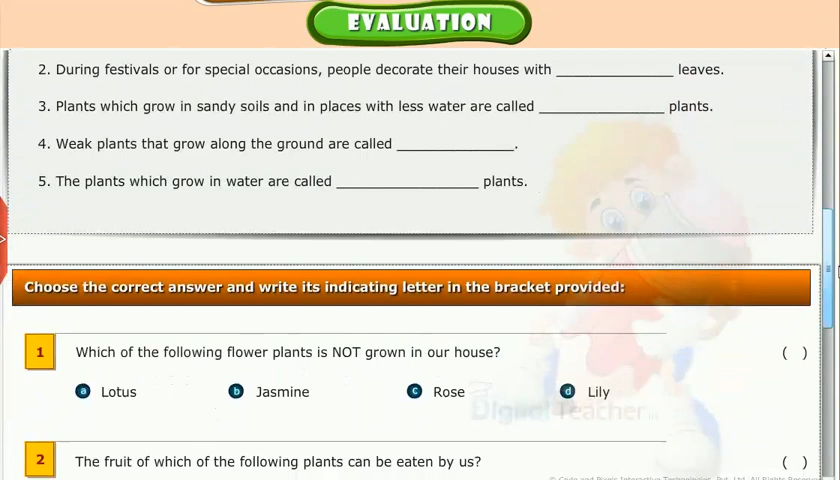 EVALUATION
2. During festivals or for special occasions, people decorate their houses with ______________ leaves.
3. Plants which grow in sandy soils and in places with less water are called _______________ plants.
4. Weak plants that grow along the ground are called ______________.
5. The plants which grow in water are called _________________ plants.
Choose the correct answer and write its indicating letter in the bracket provided:
1 Which of the following flower plants is NOT grown in our house? ( )
a Lotus b Jasmine c Rose d Lily
Digital Teacher
2 The fruit of which of the following plants can be eaten by us? ( )